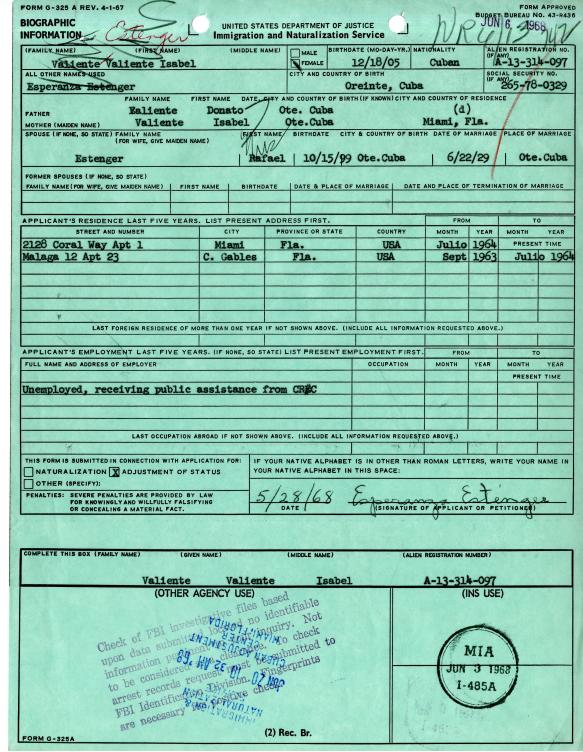 FORM G-325 A REV. 4-1-67
FORM APPROVED
BUDGET BUREAU NO. 43-R436
BIOGRAPHIC
INFORMATION
Estenger
UNITED STATES DEPARTMENT OF JUSTICE
Immigration and Naturalization Service
JUN 6 1968
(FAMILY NAME) (FIRST NAME) (MIDDLE NAME) MALE FEMALE BIRTHDATE (MO-DAY-YR.) NATIONALITY ALIEN REGISTRATION NO. (IF ANY)
Valiente Valiente Isabel 12/18/05 Cuban A-13-314-097
ALL OTHER NAMES USED CITY AND COUNTRY OF BIRTH SOCIAL SECURITY NO. (IF ANY)
Esperanza Estenger Oreinte, Cuba 265-78-0329
FAMILY NAME FIRST NAME DATE, CITY AND COUNTRY OF BIRTH (IF KNOWN) CITY AND COUNTRY OF RESIDENCE
FATHER Ealiente Donato Ote. Cuba (d)
MOTHER (MAIDEN NAME) Valiente Isabel Ote.Cuba Miami, Fla.
SPOUSE (IF NONE, SO STATE) FAMILY NAME (FOR WIFE, GIVE MAIDEN NAME) FIRST NAME BIRTHDATE CITY & COUNTRY OF BIRTH DATE OF MARRIAGE PLACE OF MARRIAGE
Estenger Rafael 10/15/99 Ote.Cuba 6/22/29 Ote.Cuba
FORMER SPOUSES (IF NONE, SO STATE)
FAMILY NAME (FOR WIFE, GIVE MAIDEN NAME) FIRST NAME BIRTHDATE DATE & PLACE OF MARRIAGE DATE AND PLACE OF TERMINATION OF MARRIAGE
APPLICANT'S RESIDENCE LAST FIVE YEARS. LIST PRESENT ADDRESS FIRST. FROM TO
STREET AND NUMBER CITY PROVINCE OR STATE COUNTRY MONTH YEAR MONTH YEAR
2128 Coral Way Apt 1 Miami Fla. USA Julio 1964 PRESENT TIME
Malaga 12 Apt 23 C. Gables Fla. USA Sept 1963 Julo 1964
LAST FOREIGN RESIDENCE OF MORE THAN ONE YEAR IF NOT SHOWN ABOVE. (INCLUDE ALL INFORMATION REQUESTED ABOVE.)
APPLICANT'S EMPLOYMENT LAST FIVE YEARS. (IF NONE, SO STATE) LIST PRESENT EMPLOYMENT FIRST. FROM TO
FULL NAME AND ADDRESS OF EMPLOYER OCCUPATION MONTH YEAR MONTH YEAR
PRESENT TIME
Unemployed, receiving public assistance from CREC
LAST OCCUPATION ABROAD IF NOT SHOWN ABOVE. (INCLUDE ALL INFORMATION REQUESTED ABOVE.)
THIS FORM IS SUBMITTED IN CONNECTION WITH APPLICATION FOR:
NATURALIZATION X ADJUSTMENT OF STATUS
OTHER (SPECIFY):
IF YOUR NATIVE ALPHABET IS IN OTHER THAN ROMAN LETTERS, WRITE YOUR NAME IN
YOUR NATIVE ALPHABET IN THIS SPACE:
PENALTIES: SEVERE PENALTIES ARE PROVIDED BY LAW
FOR KNOWINGLY AND WILLFULLY FALSIFYING
OR CONCEALING A MATERIAL FACT.
5/28/68 Esperanza Estenger
DATE (SIGNATURE OF APPLICANT OR PETITIONER)
COMPLETE THIS BOX (FAMILY NAME) (GIVEN NAME) (MIDDLE NAME) (ALIEN REGISTRATION NUMBER)
Valiente Valiente Isabel A-13-314-097
(OTHER AGENCY USE) (INS USE)
Check of FBI investigative files based
upon data submitted no identifiable
information inquiry. Not
to be considered To check
arrest records request must be submitted to
FBI Identification Division. Fingerprints
are necessary check.
JUN 20 10 32 AM '68
MIA
JUN 3 1968
I-485A
(2) Rec. Br.
FORM G-325A